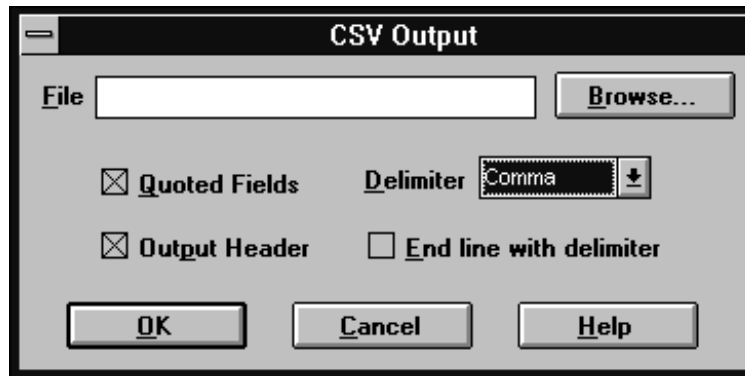 CSV Output
File Browse...
Quoted Fields Delimiter Comma
Output Header End line with delimiter
OK Cancel Help